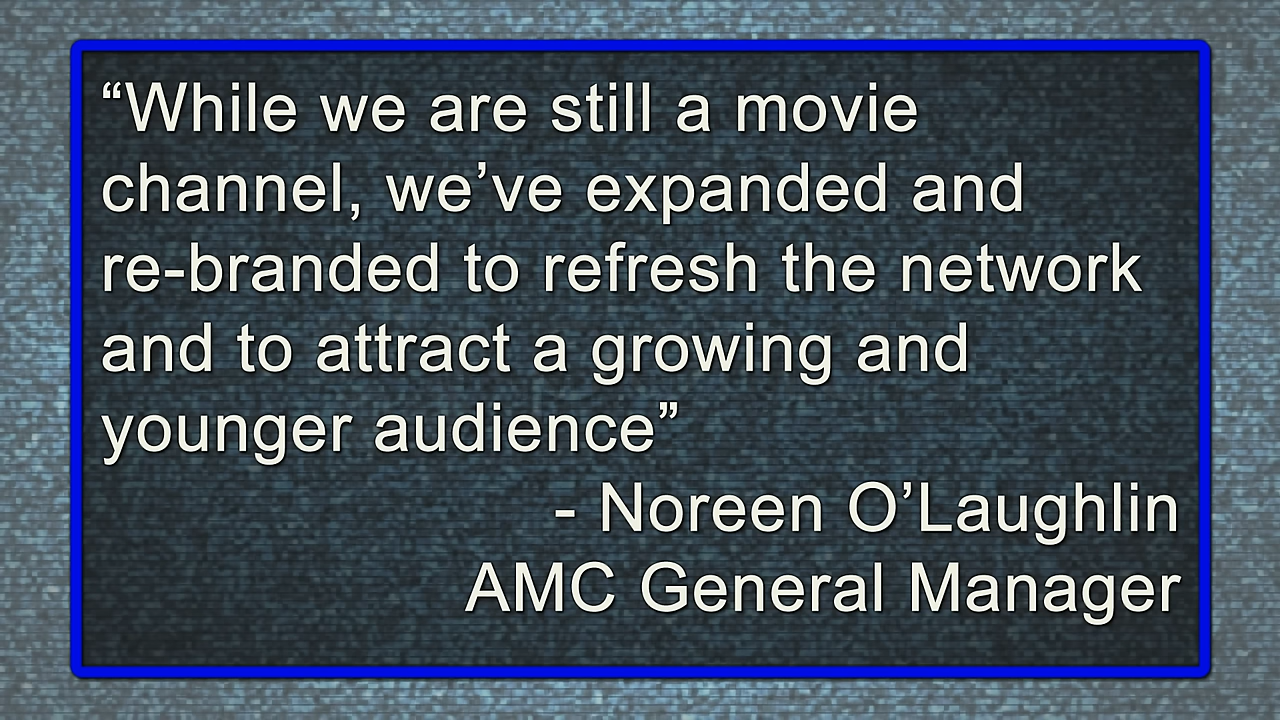 “While we are still a movie
channel, we’ve expanded and
re-branded to refresh the network
and to attract a growing and
younger audience”
- Noreen O’Laughlin
AMC General Manager